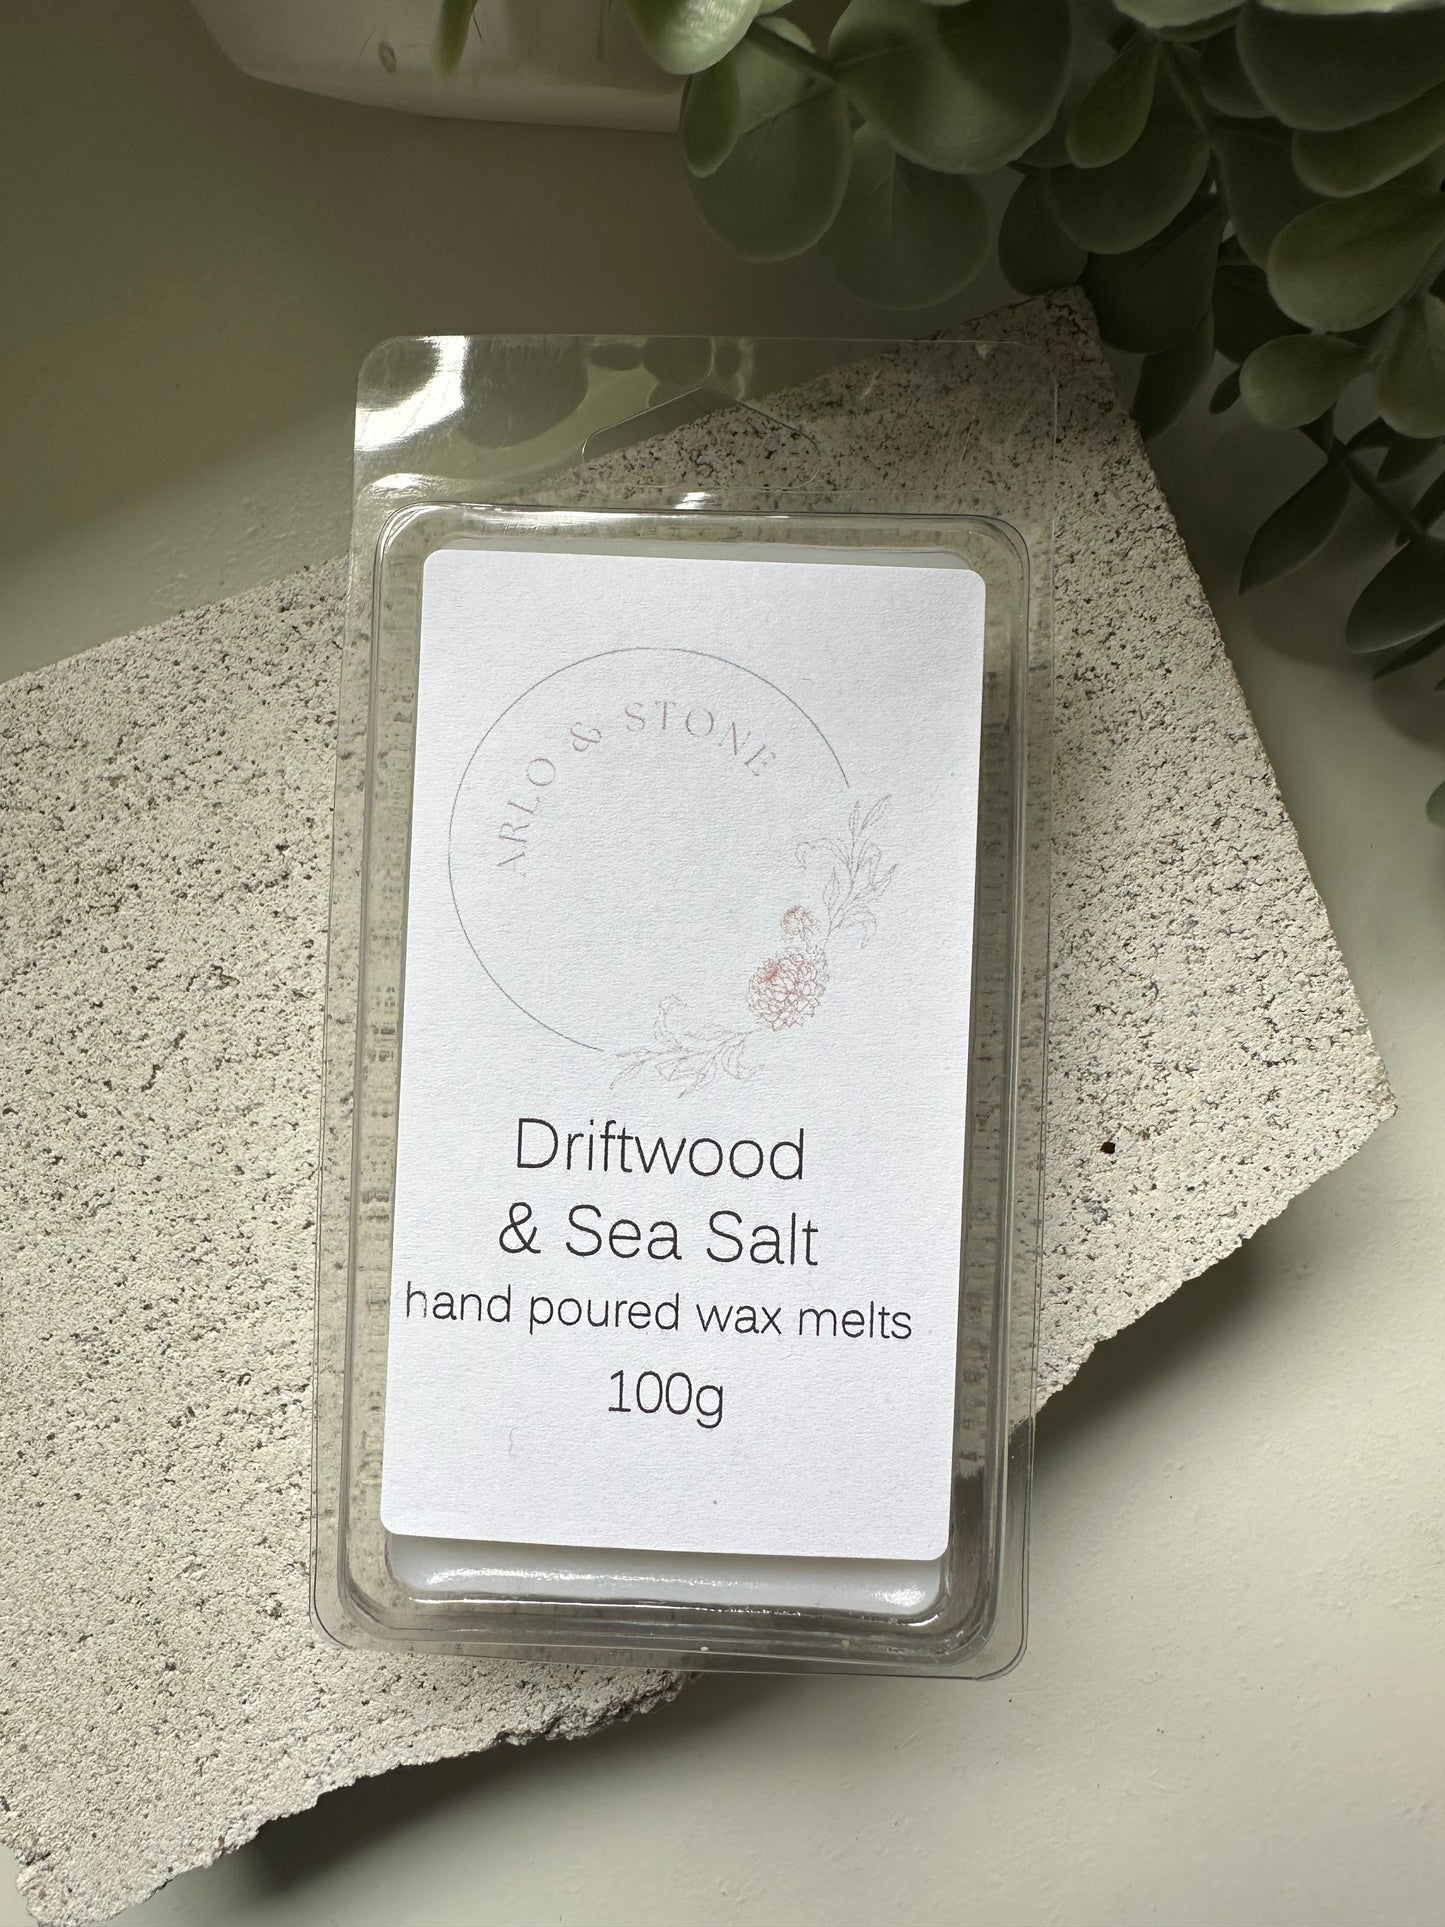 ARLO & STONE
Driftwood
& Sea Salt
hand poured wax melts
100g